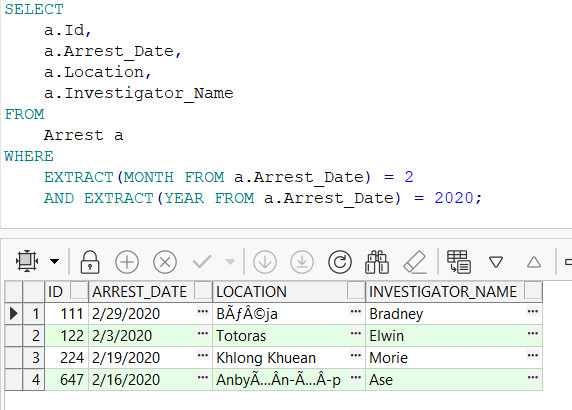 SELECT
a.Id,
a.Arrest_Date,
a.Location,
a.Investigator_Name
FROM
Arrest a
WHERE
EXTRACT(MONTH FROM a.Arrest_Date) = 2
AND EXTRACT(YEAR FROM a.Arrest_Date) = 2020;
ID ARREST_DATE LOCATION INVESTIGATOR_NAME
1 111 2/29/2020 ··· BÃƒÂ©ja ··· Bradney ···
2 122 2/3/2020 ··· Totoras ··· Elwin ···
3 224 2/19/2020 ··· Khlong Khuean ··· Morie ···
4 647 2/16/2020 ··· AnbyÃ…Ân-Ã…Â-p ··· Ase ···